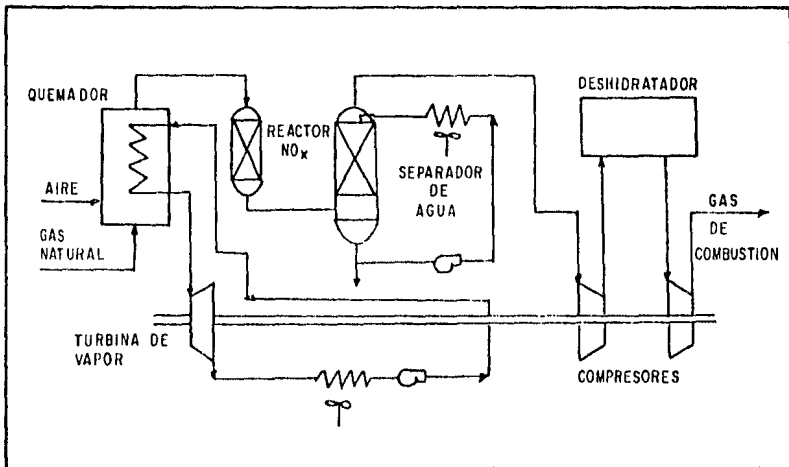 QUEMADOR
DESHIDRATADOR
REACTOR
NOx
SEPARADOR
DE
AGUA
AIRE
GAS
NATURAL
GAS
DE
COMBUSTION
TURBINA DE
VAPOR
COMPRESORES